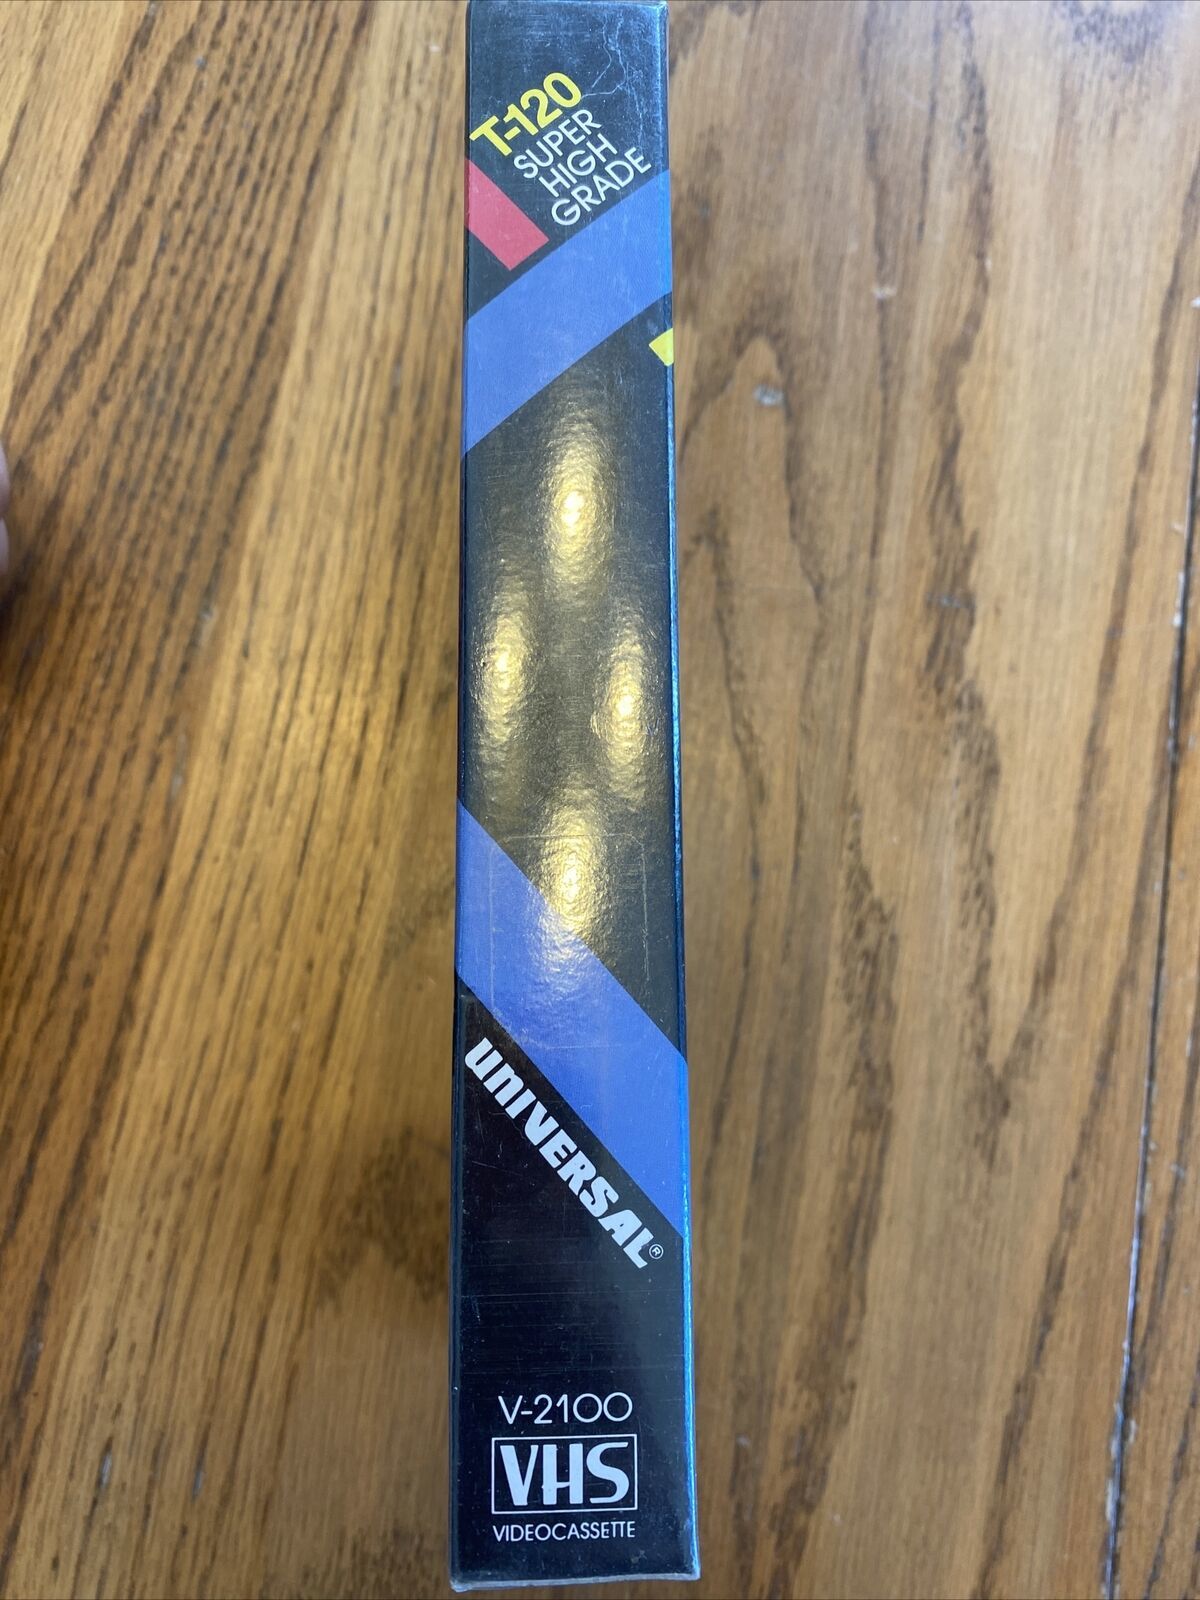 T-120
SUPER
HIGH
GRADE
UNIVERSAL®
V-2100
VHS
VIDEOCASSETTE